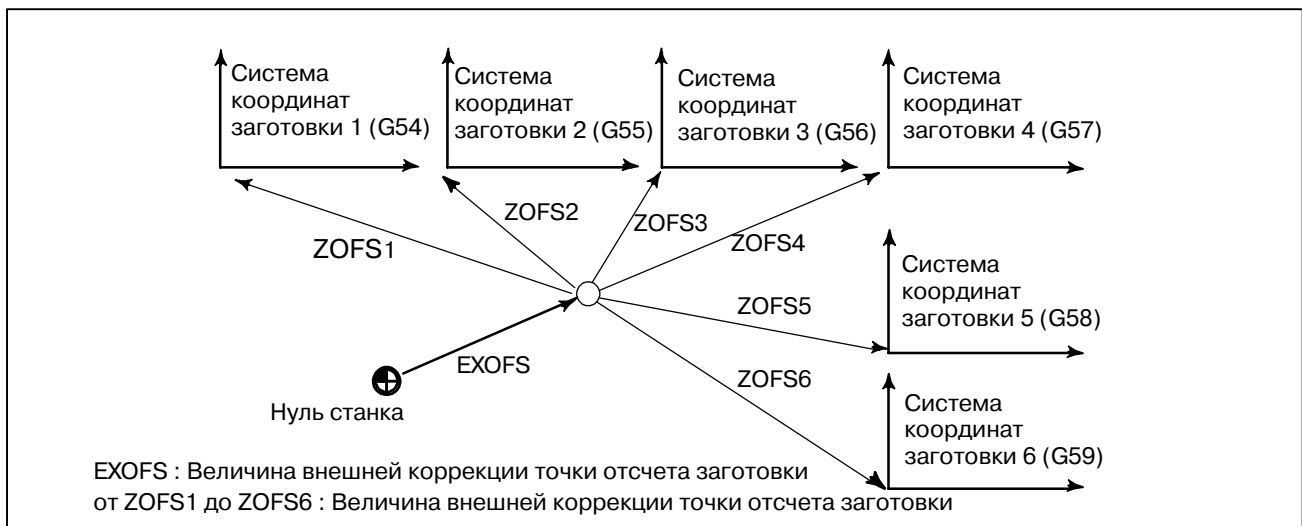 Система
координат
заготовки 1 (G54)
Система
координат
заготовки 2 (G55)
Система
координат
заготовки 3 (G56)
Система
координат
заготовки 4 (G57)
ZOFS1
ZOFS2
ZOFS3
ZOFS4
Система
координат
заготовки 5 (G58)
ZOFS5
EXOFS
ZOFS6
Нуль станка
Система
координат
заготовки 6 (G59)
EXOFS : Величина внешней коррекции точки отсчета заготовки
от ZOFS1 до ZOFS6 : Величина внешней коррекции точки отсчета заготовки